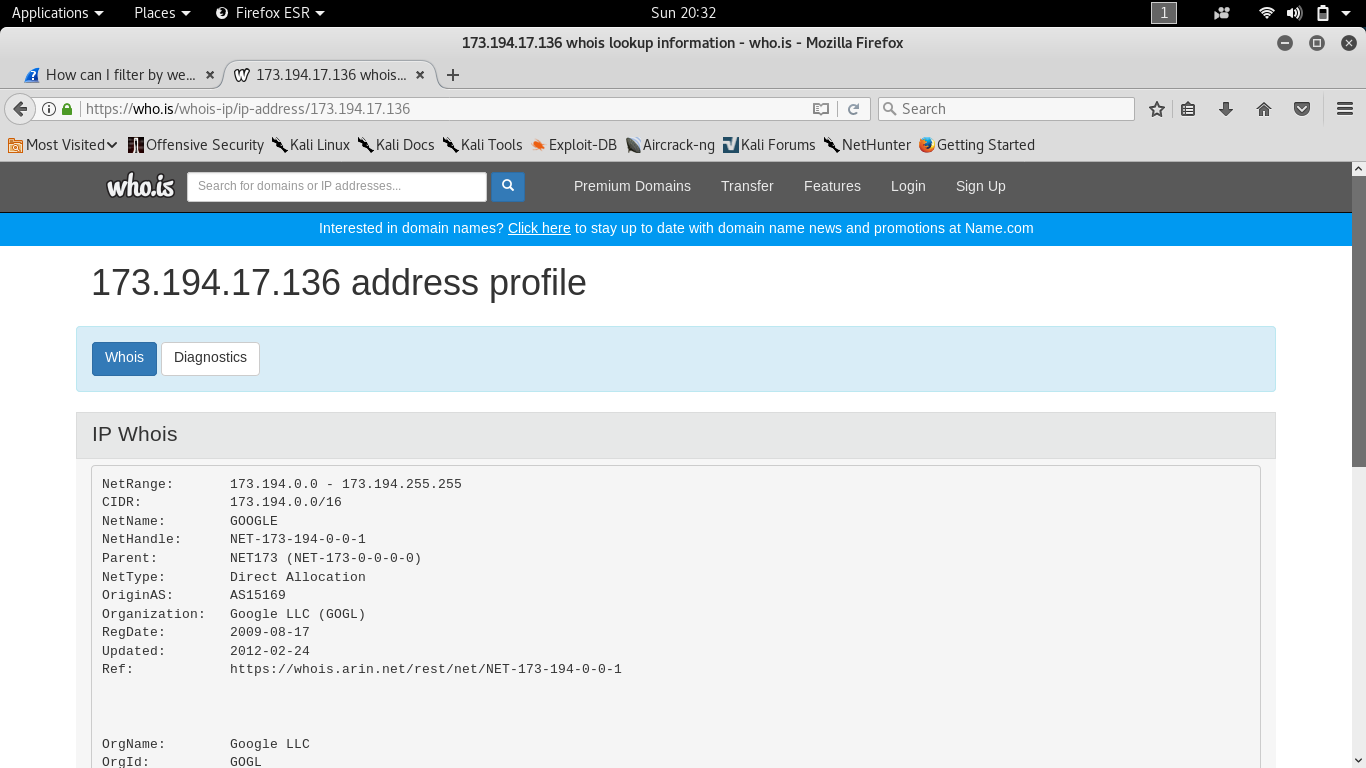 Applications Places Firefox ESR Sun 20:32 1
173.194.17.136 whois lookup information - who.is - Mozilla Firefox
How can I filter by we... 173.194.17.136 whois...
https://who.is/whois-ip/ip-address/173.194.17.136 Search
Most Visited Offensive Security Kali Linux Kali Docs Kali Tools Exploit-DB Aircrack-ng Kali Forums NetHunter Getting Started
who.is Search for domains or IP addresses... Premium Domains Transfer Features Login Sign Up
Interested in domain names? Click here to stay up to date with domain name news and promotions at Name.com
173.194.17.136 address profile
Whois Diagnostics
IP Whois
NetRange: 173.194.0.0 - 173.194.255.255
CIDR: 173.194.0.0/16
NetName: GOOGLE
NetHandle: NET-173-194-0-0-1
Parent: NET173 (NET-173-0-0-0-0)
NetType: Direct Allocation
OriginAS: AS15169
Organization: Google LLC (GOGL)
RegDate: 2009-08-17
Updated: 2012-02-24
Ref: https://whois.arin.net/rest/net/NET-173-194-0-0-1
OrgName: Google LLC
OrgId: GOGL